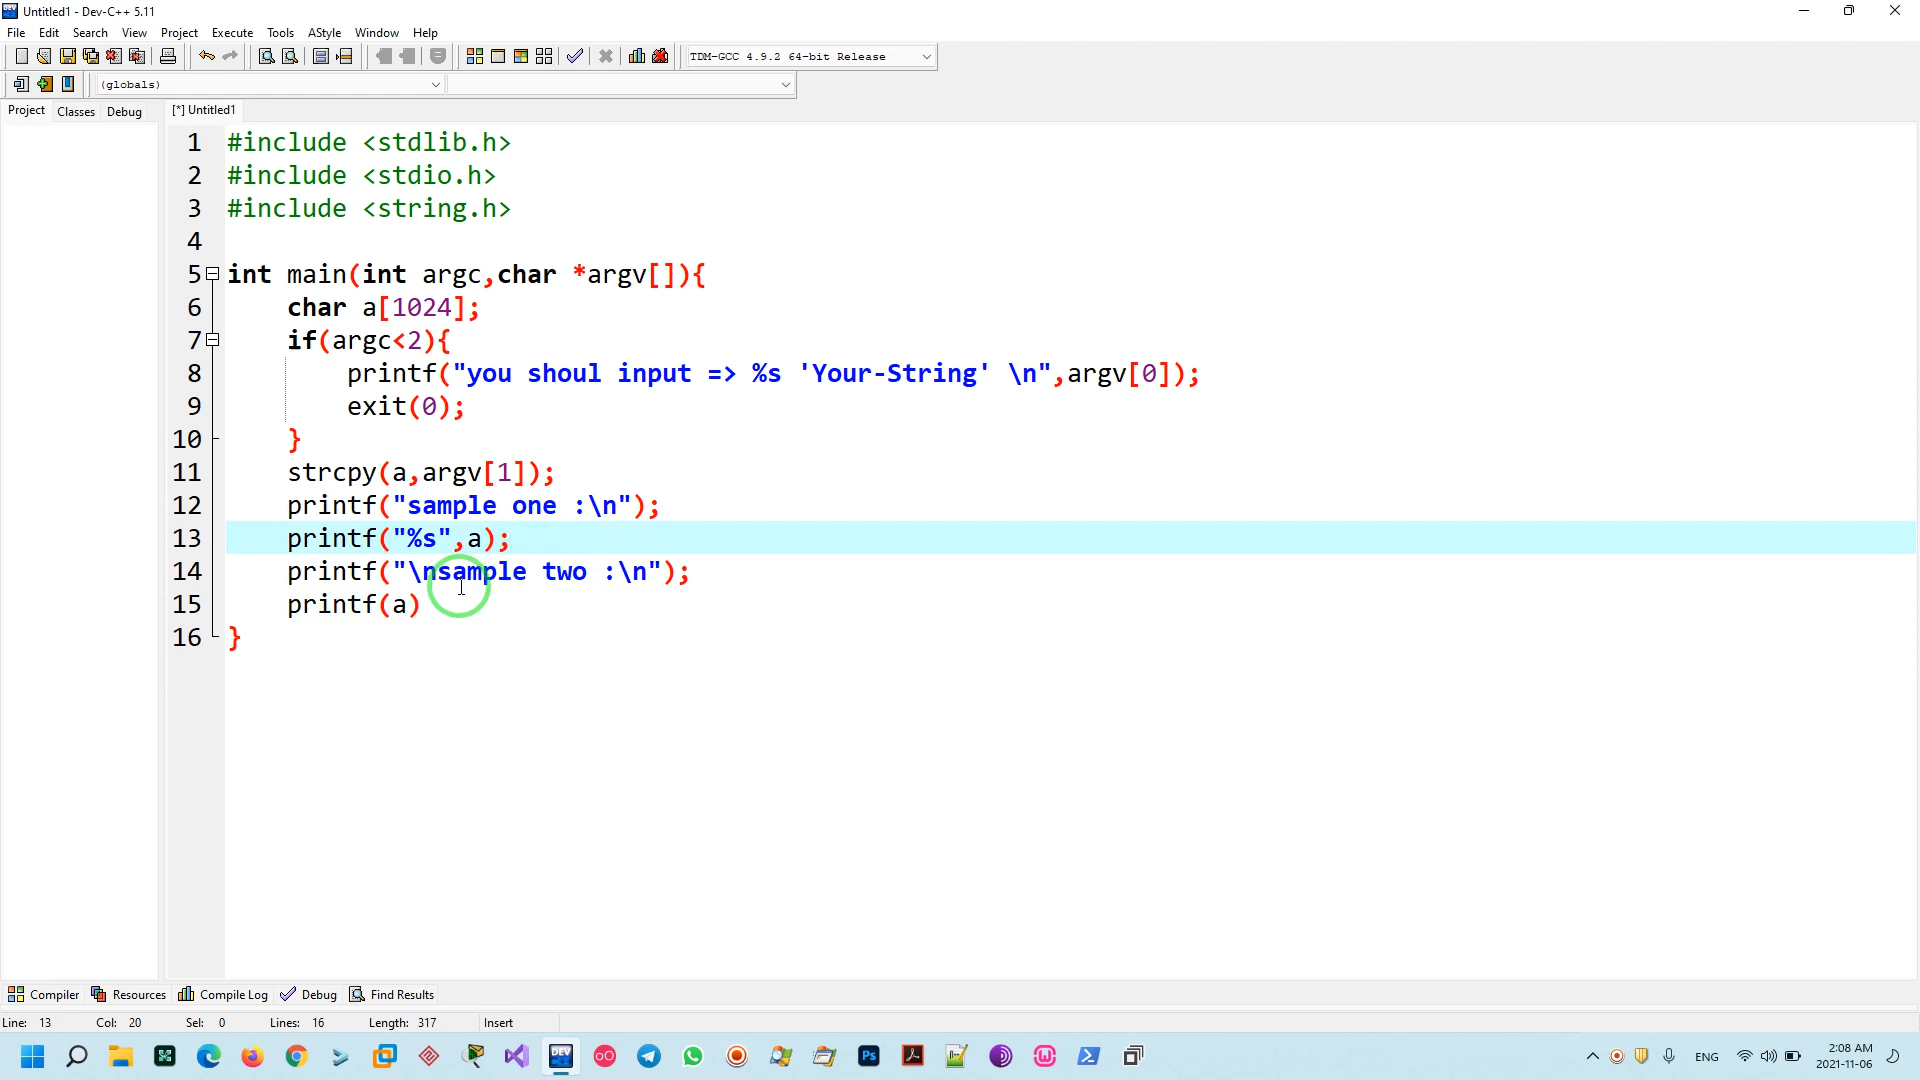 Untitled1 - Dev-C++ 5.11
File Edit Search View Project Execute Tools AStyle Window Help
TDM-GCC 4.9.2 64-bit Release
(globals)
Project Classes Debug [*] Untitled1
1 #include <stdlib.h>
2 #include <stdio.h>
3 #include <string.h>
4
5 int main(int argc,char *argv[]){
6 char a[1024];
7 if(argc<2){
8 printf("you shoul input => %s 'Your-String' \n",argv[0]);
9 exit(0);
10 }
11 strcpy(a,argv[1]);
12 printf("sample one :\n");
13 printf("%s",a);
14 printf("\nsample two :\n");
15 printf(a)
16 }
Compiler Resources Compile Log Debug Find Results
Line: 13 Col: 20 Sel: 0 Lines: 16 Length: 317 Insert
DEV
Ps
ENG
2:08 AM
2021-11-06